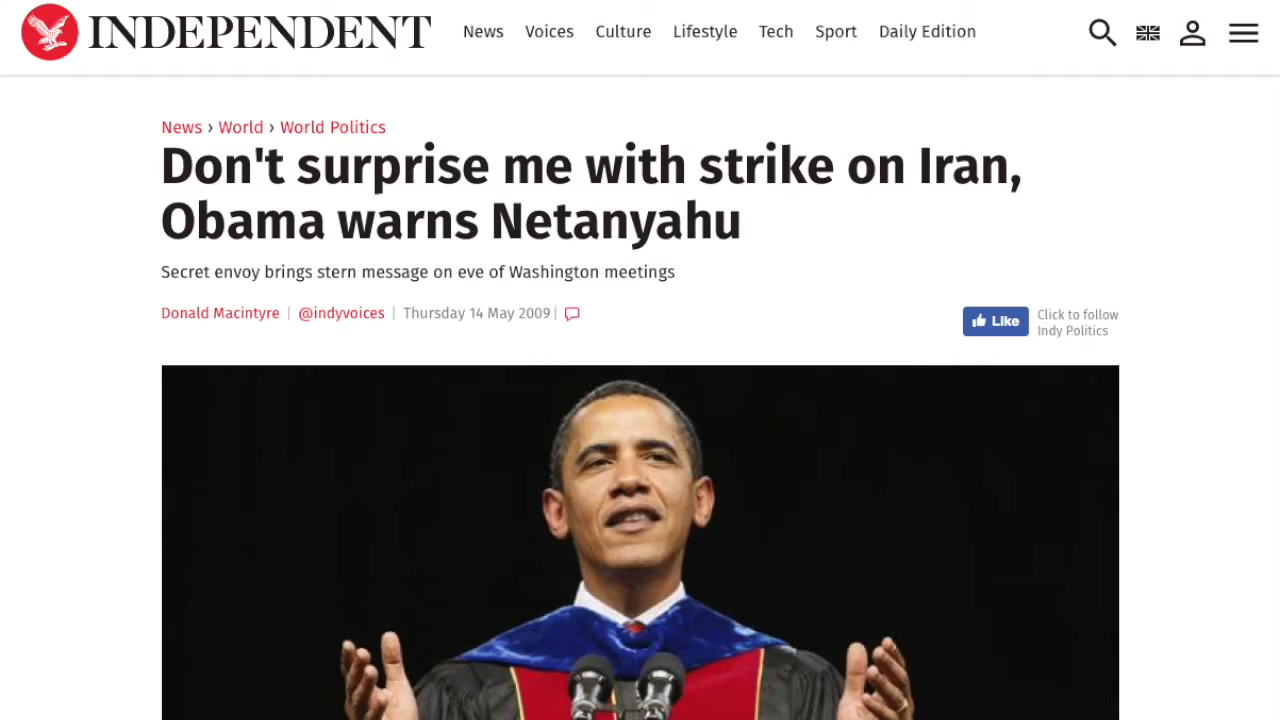 INDEPENDENT News Voices Culture Lifestyle Tech Sport Daily Edition
News › World › World Politics
Don't surprise me with strike on Iran,
Obama warns Netanyahu
Secret envoy brings stern message on eve of Washington meetings
Donald Macintyre | @indyvoices | Thursday 14 May 2009 |
Like
Click to follow
Indy Politics